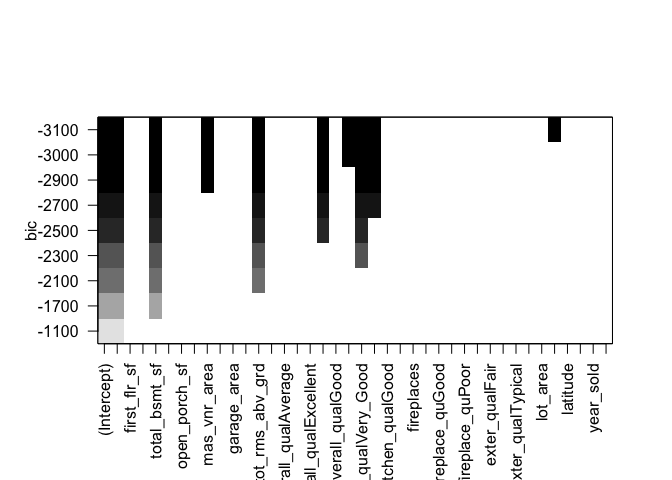 bic
-3100
-3000
-2900
-2700
-2500
-2300
-2100
-1700
-1100
(Intercept)
first_flr_sf
total_bsmt_sf
open_porch_sf
mas_vnr_area
garage_area
tot_rms_abv_grd
rall_qualAverage
all_qualExcellent
verall_qualGood
_qualVery_Good
tchen_qualGood
fireplaces
replace_quGood
ireplace_quPoor
exter_qualFair
xter_qualTypical
lot_area
latitude
year_sold